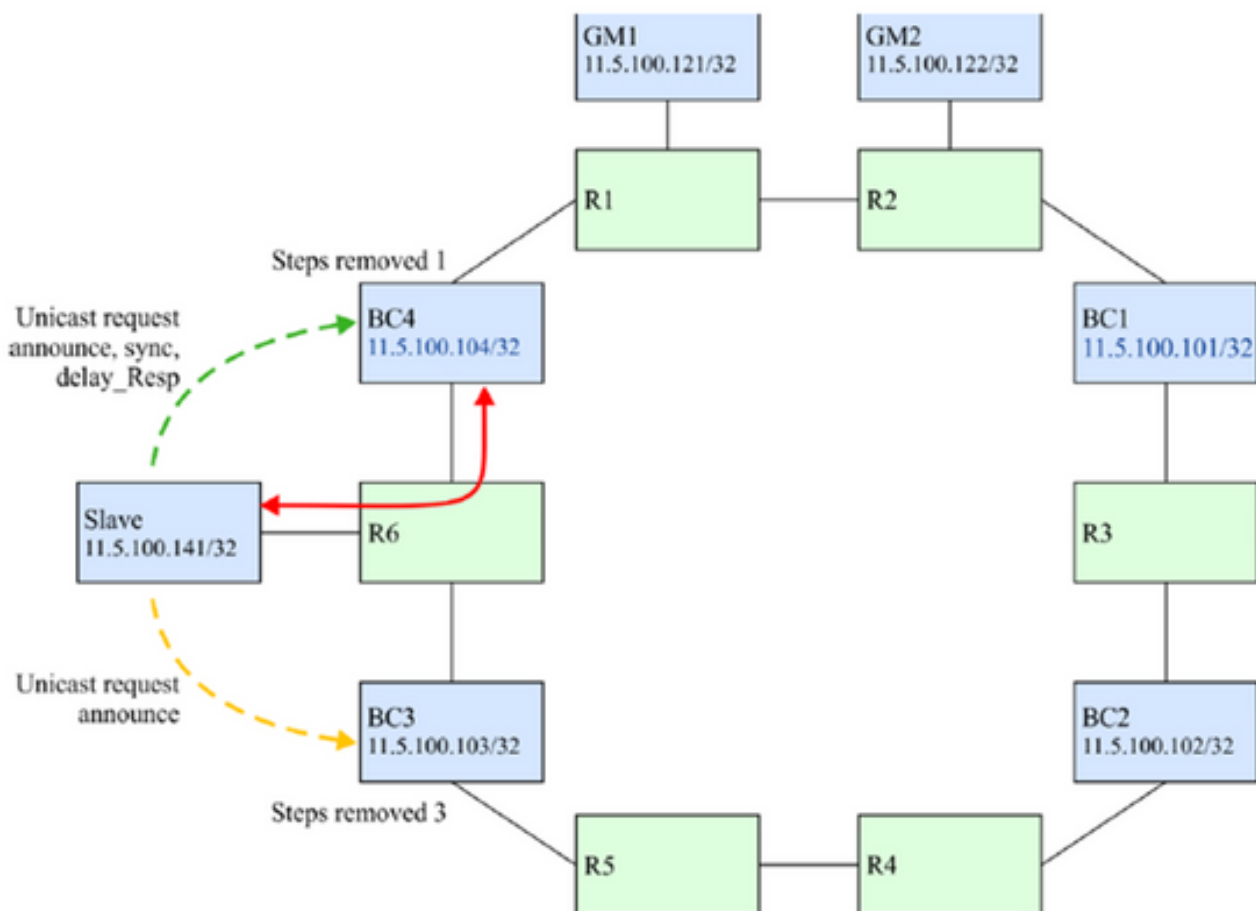 GM1
11.5.100.121/32
GM2
11.5.100.122/32
R1
R2
Steps removed 1
Unicast request
announce, sync,
delay_Resp
BC4
11.5.100.104/32
BC1
11.5.100.101/32
Slave
11.5.100.141/32
R6
R3
Unicast request
announce
BC3
11.5.100.103/32
BC2
11.5.100.102/32
Steps removed 3
R5
R4